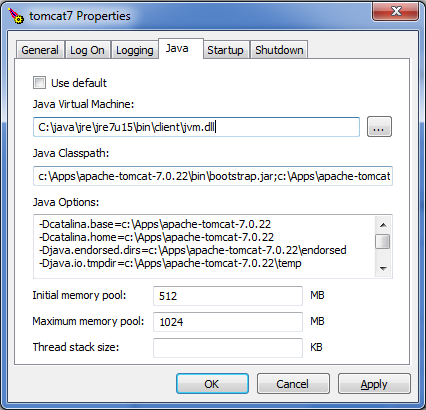 tomcat7 Properties
General Log On Logging Java Startup Shutdown
Use default
Java Virtual Machine:
C:\java\jre\jre7u15\bin\client\jvm.dll
...
Java Classpath:
c:\Apps\apache-tomcat-7.0.22\bin\bootstrap.jar;c:\Apps\apache-tomcat
Java Options:
-Dcatalina.base=c:\Apps\apache-tomcat-7.0.22
-Dcatalina.home=c:\Apps\apache-tomcat-7.0.22
-Djava.endorsed.dirs=c:\Apps\apache-tomcat-7.0.22\endorsed
-Djava.io.tmpdir=c:\Apps\apache-tomcat-7.0.22\temp
Initial memory pool: 512 MB
Maximum memory pool: 1024 MB
Thread stack size: KB
OK Cancel Apply